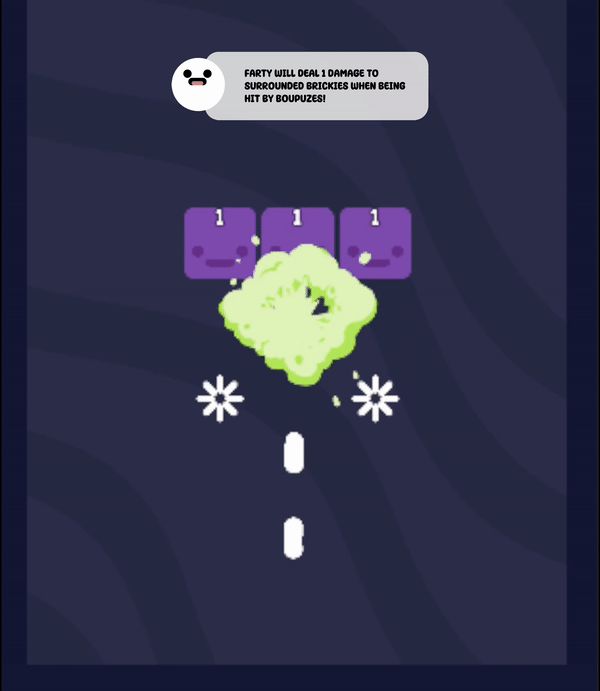 FARTY WILL DEAL 1 DAMAGE TO
SURROUNDED BRICKIES WHEN BEING
HIT BY BOUPUZES!
1 1 1